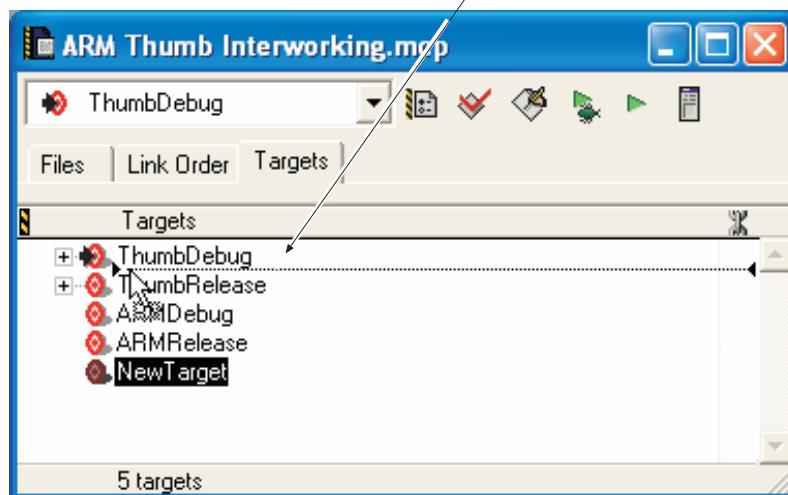 ARM Thumb Interworking.mcp
ThumbDebug
Files Link Order Targets
Targets
ThumbDebug
ThumbRelease
ARMDebug
ARMRelease
NewTarget
5 targets